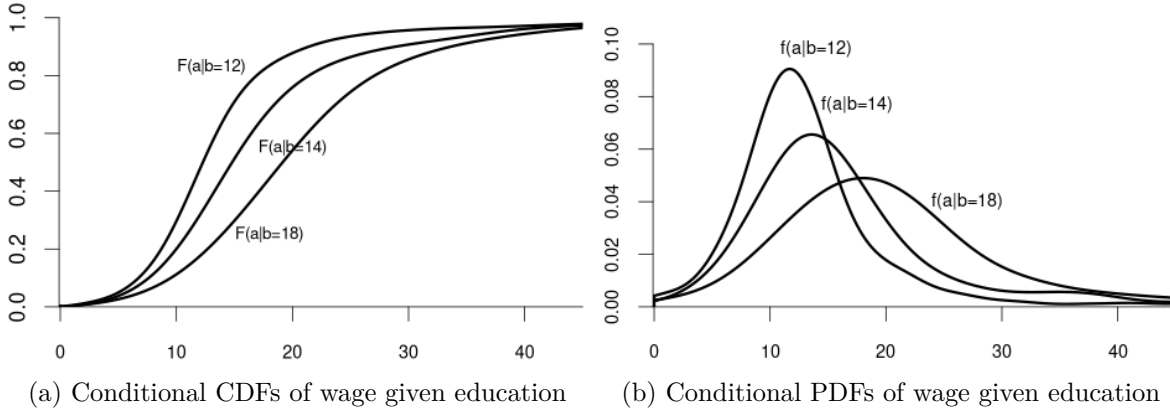 1.0
0.8
0.6
0.4
0.2
0.0
F(a|b=12)
F(a|b=14)
F(a|b=18)
0 10 20 30 40
(a) Conditional CDFs of wage given education
0.10
0.08
0.06
0.04
0.02
0.00
f(a|b=12)
f(a|b=14)
f(a|b=18)
0 10 20 30 40
(b) Conditional PDFs of wage given education